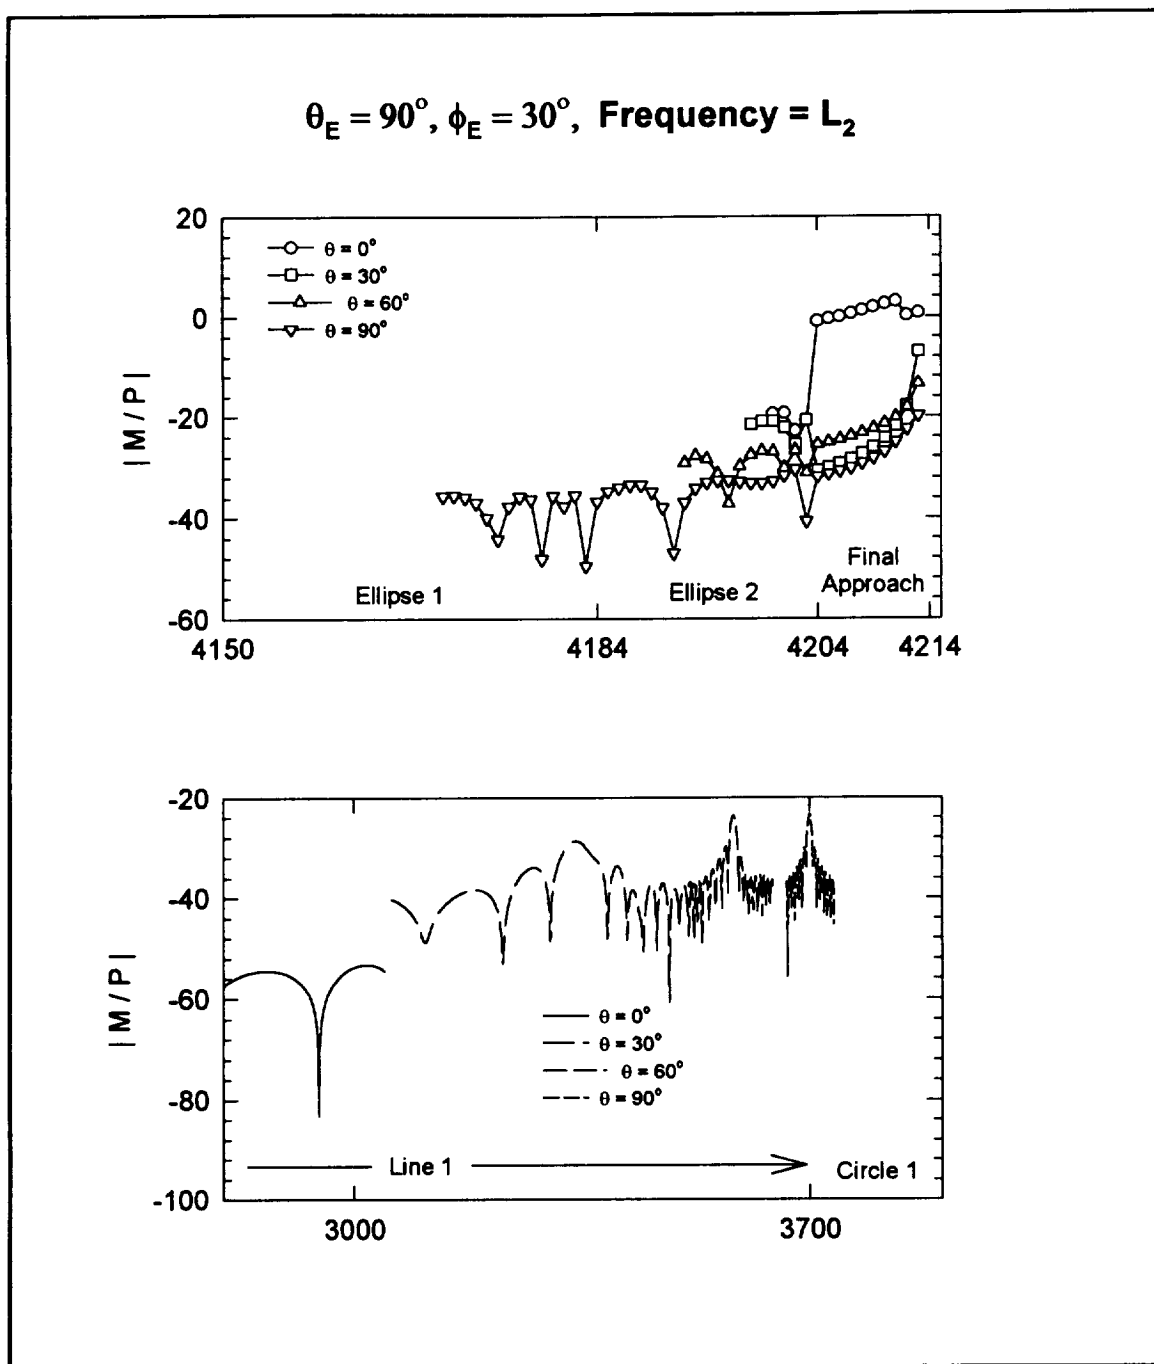 θE = 90°, ϕE = 30°, Frequency = L2
20
0
-20
-40
-60
|M/P|
θ = 0°
θ = 30°
θ = 60°
θ = 90°
Ellipse 1
Ellipse 2
Final
Approach
4150
4184
4204
4214
-20
-40
-60
-80
-100
|M/P|
θ = 0°
θ = 30°
θ = 60°
θ = 90°
Line 1
Circle 1
3000
3700